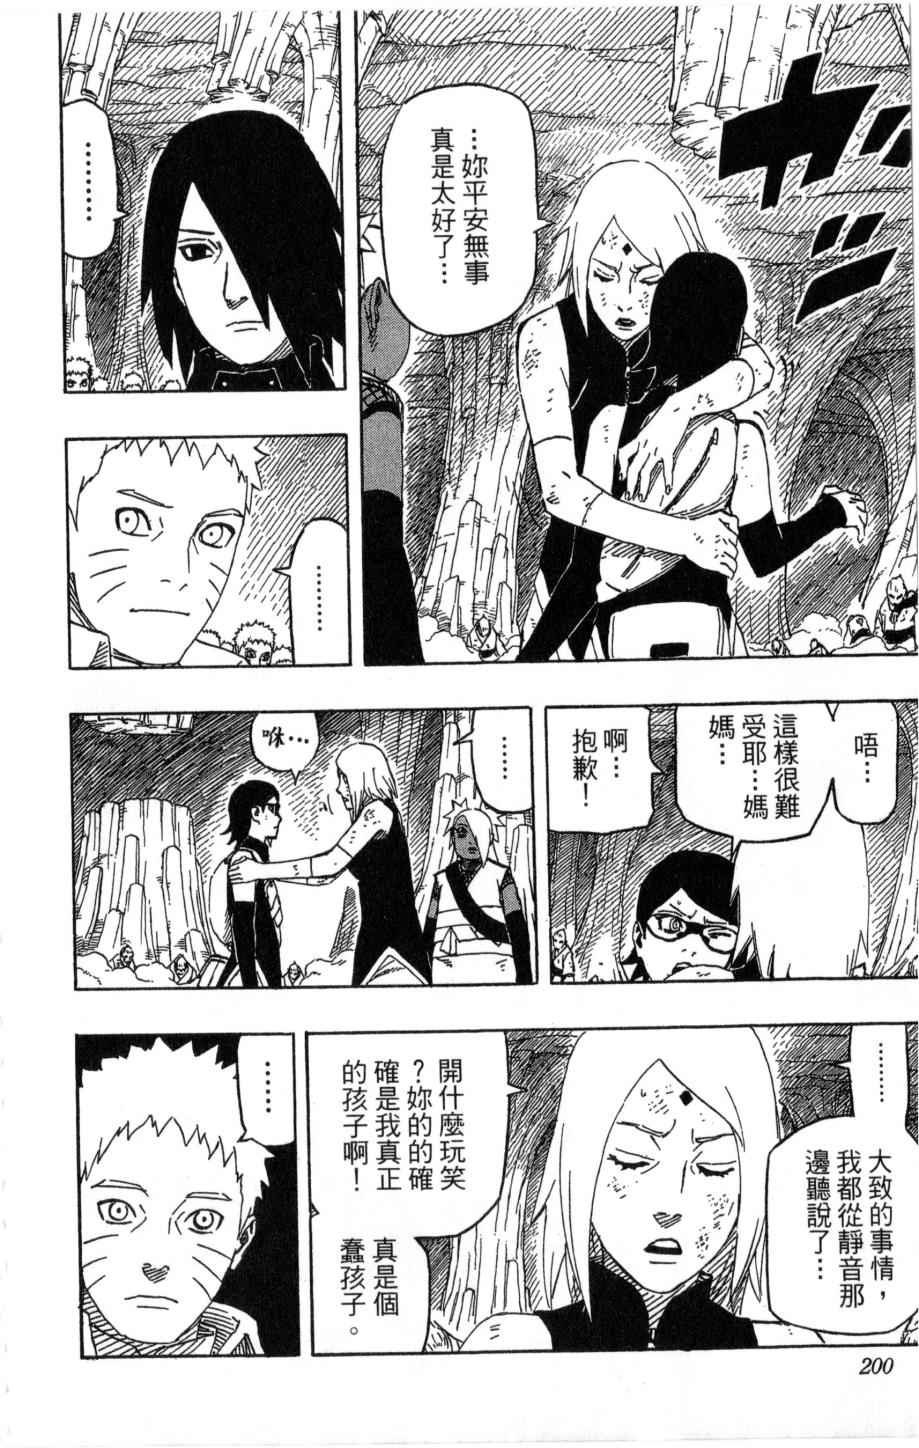 ガシッ
…妳平安無事
真是太好了…
………
………
唔…
這樣很難
受耶…媽
媽…
啊…
抱歉！
……
咻…
………
大致的事情，
我都從靜音那
邊聽說了…
開什麼玩笑
？妳的的確
確是我真正
的孩子啊！
真是個
蠢孩子。
……
200